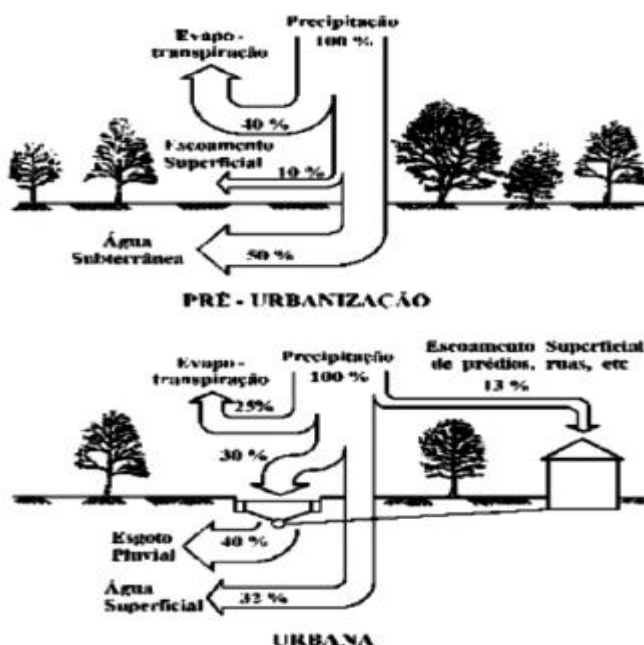 Precipitação
100 %
Evapo-
transpiração
40 %
Escoamento
Superficial
10 %
Água
Subterrânea
50 %
PRÉ - URBANIZAÇÃO
Escoamento Superficial
de prédios, ruas, etc
13 %
Precipitação
100 %
Evapo-
transpiração
25%
30 %
Esgoto
Pluvial
40 %
Água
Superficial
32 %
URBANA